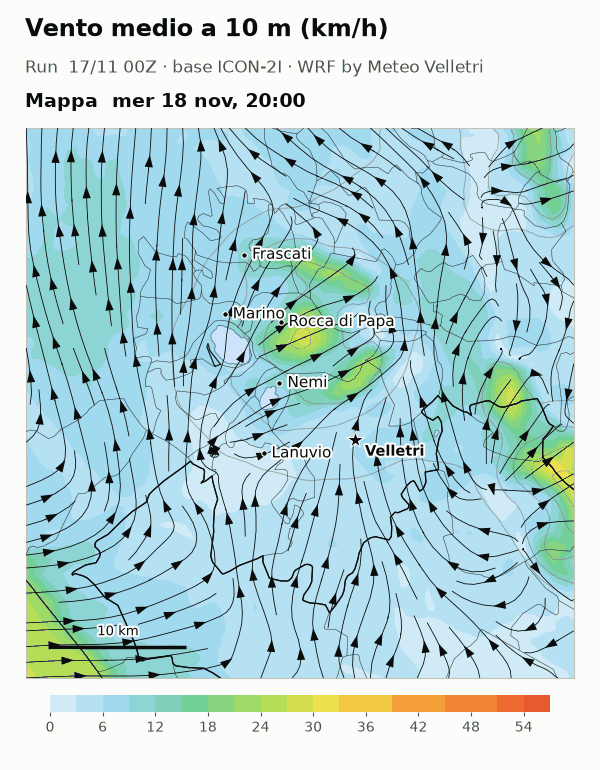 Vento medio a 10 m (km/h)
Run  17/11 00Z · base ICON-2I · WRF by Meteo Velletri
Mappa  mer 18 nov, 20:00
Frascati
Marino
Rocca di Papa
Nemi
Lanuvio
Velletri
10 km
0 6 12 18 24 30 36 42 48 54